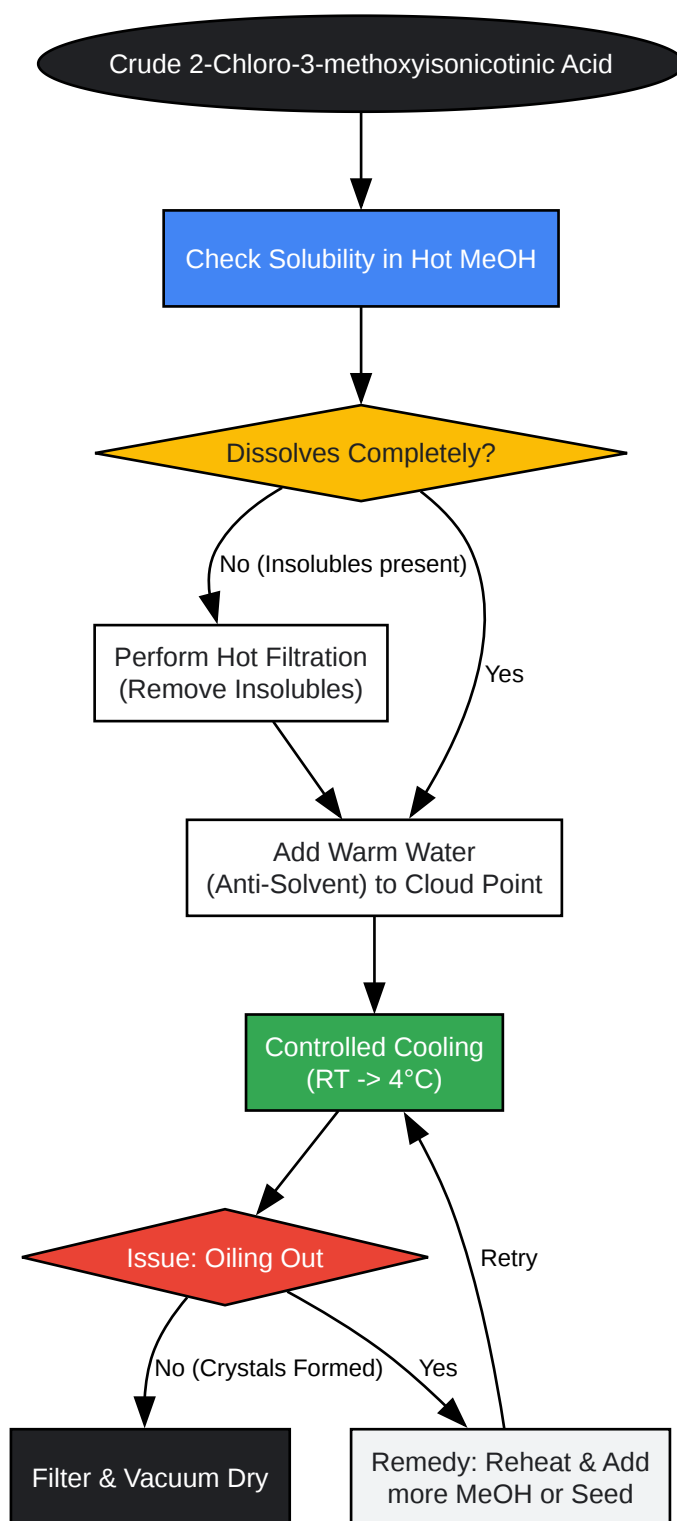 Crude 2-Chloro-3-methoxyisonicotinic Acid
Check Solubility in Hot MeOH
Dissolves Completely?
No (Insolubles present)
Perform Hot Filtration
(Remove Insolubles)
Yes
Add Warm Water
(Anti-Solvent) to Cloud Point
Controlled Cooling
(RT -> 4°C)
Issue: Oiling Out
Retry
No (Crystals Formed)
Yes
Filter & Vacuum Dry
Remedy: Reheat & Add
more MeOH or Seed